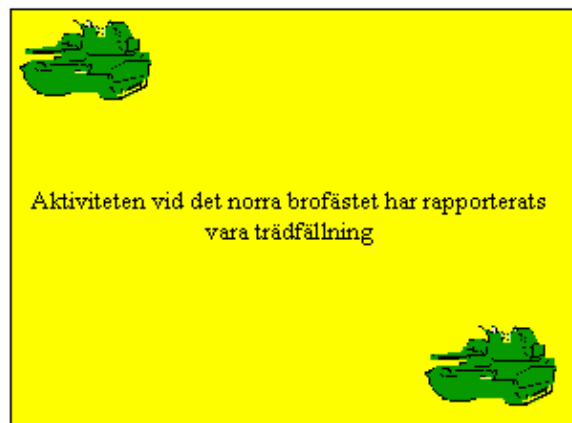 Aktiviteten vid det norra brofästet har rapporterats
vara trädfällning